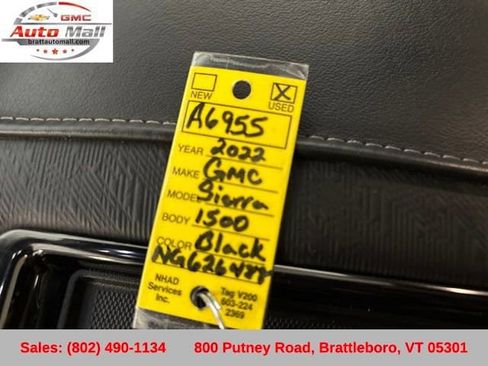 GMC
Auto Mall
brattautomall.com
NEW
X
USED
A6955
YEAR 2022
MAKE GMC
MODEL Sierra
BODY 1500
COLOR Black
NHAD
Services
Inc.
Tag V200
603-224
2369
Sales: (802) 490-1134 800 Putney Road, Brattleboro, VT 05301